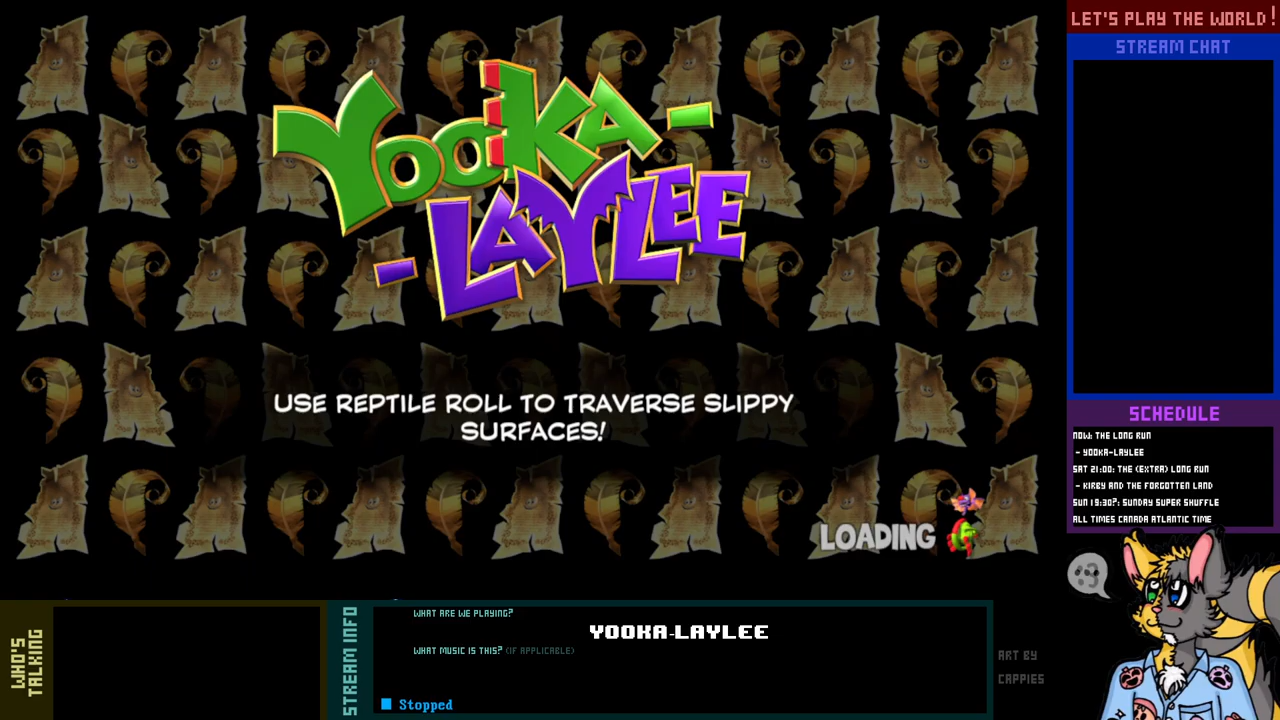 YOOKA-
-LAYLEE
USE REPTILE ROLL TO TRAVERSE SLIPPY
SURFACES!
LOADING
LET'S PLAY THE WORLD!
STREAM CHAT
SCHEDULE
NOW: THE LONG RUN
- YOOKA-LAYLEE
SAT 21:00: THE (EXTRA) LONG RUN
- KIRBY AND THE FORGOTTEN LAND
SUN 19:30?: SUNDAY SUPER SHUFFLE
ALL TIMES CANADA ATLANTIC TIME
WHO'S
TALKING
STREAM INFO
WHAT ARE WE PLAYING?
YOOKA-LAYLEE
WHAT MUSIC IS THIS? (IF APPLICABLE)
Stopped
ART BY
CAPPIES